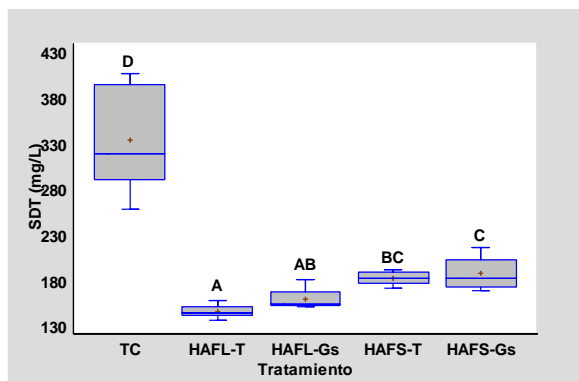 430
380
330
280
230
180
130
SDT (mg/L)
D
A
AB
BC
C
TC HAFL-T HAFL-Gs HAFS-T HAFS-Gs
Tratamiento